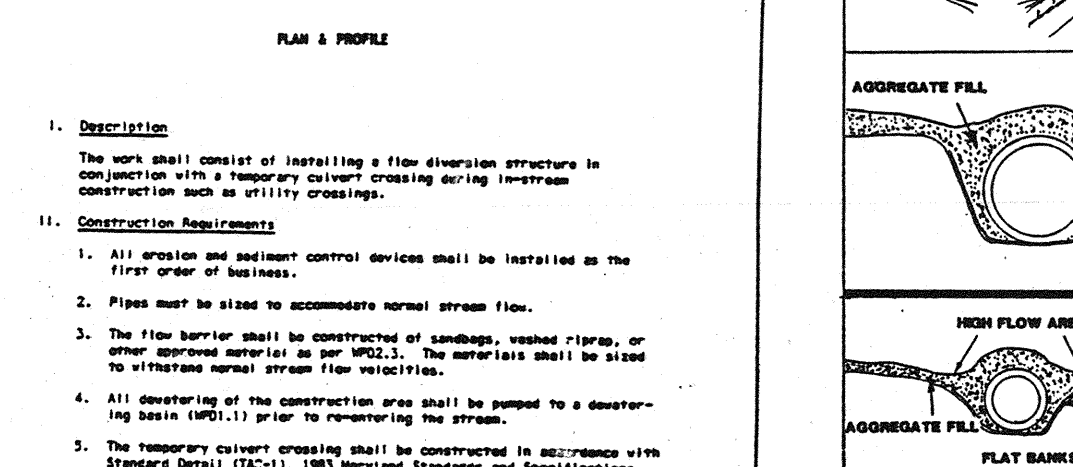 PLAN & PROFILE
I. Description
The work shall consist of installing a flow diversion structure in
conjunction with a temporary culvert crossing during in-stream
construction such as utility crossings.
II. Construction Requirements
1. All erosion and sediment control devices shall be installed as the
first order of business.
2. Pipes must be sized to accommodate normal stream flow.
3. The flow barrier shall be constructed of sandbags, washed riprap, or
other approved material as per WPD2.3. The materials shall be sized
to withstand normal stream flow velocities.
4. All dewatering of the construction area shall be pumped to a dewater-
ing basin (WPD1.1) prior to re-entering the stream.
5. The temporary culvert crossing shall be constructed in accordance with
Standard Detail 1983 Maryland Standards and Specifications
AGGREGATE FILL
HIGH FLOW ARE
AGGREGATE FILL
FLAT BANKS